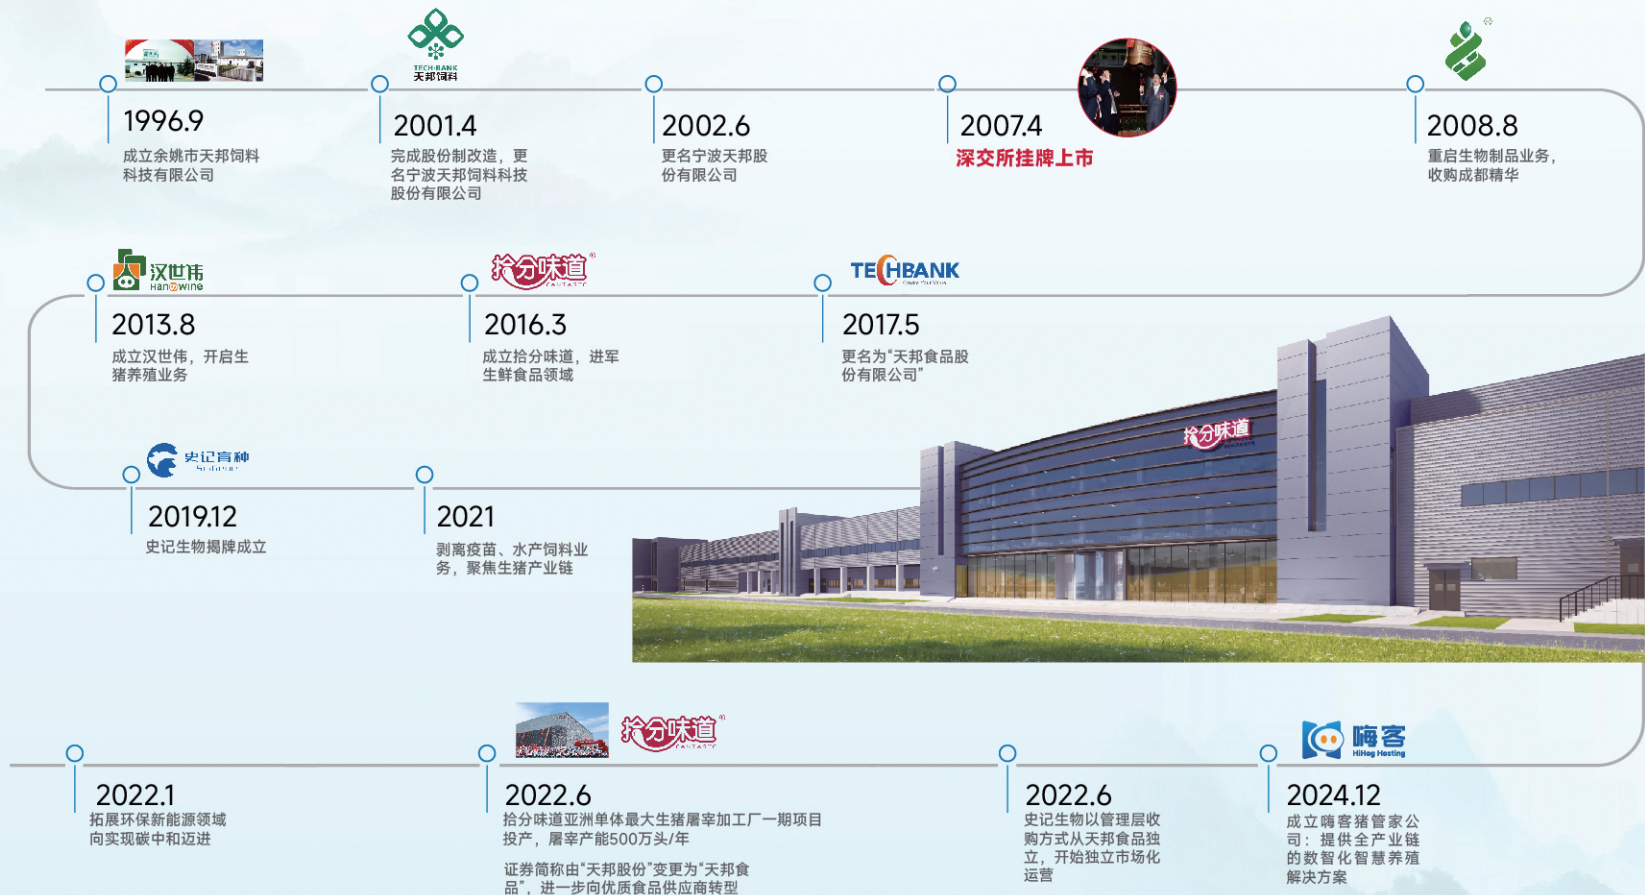 TECH-BANK
天邦饲料
1996.9
成立余姚市天邦饲料
科技有限公司
2001.4
完成股份制改造，更
名宁波天邦饲料科技
股份有限公司
2002.6
更名宁波天邦股
份有限公司
2007.4
深交所挂牌上市
®
2008.8
重启生物制品业务，
收购成都精华
汉世伟
Hanswine
2013.8
成立汉世伟，开启生
猪养殖业务
拾分味道®
FANTASTE
2016.3
成立拾分味道，进军
生鲜食品领域
TECHBANK
Create Your Value
2017.5
更名为“天邦食品股
份有限公司”
拾分味道
史记育种
2019.12
史记生物揭牌成立
2021
剥离疫苗、水产饲料业
务，聚焦生猪产业链
2022.1
拓展环保新能源领域
向实现碳中和迈进
拾分味道®
FANTASTE
2022.6
拾分味道亚洲单体最大生猪屠宰加工厂一期项目
投产，屠宰产能500万头/年
证券简称由“天邦股份”变更为“天邦食
品”，进一步向优质食品供应商转型
2022.6
史记生物以管理层收
购方式从天邦食品独
立，开始独立市场化
运营
嗨客
HiHog Hosting
2024.12
成立嗨客猪管家公
司：提供全产业链
的数智化智慧养殖
解决方案